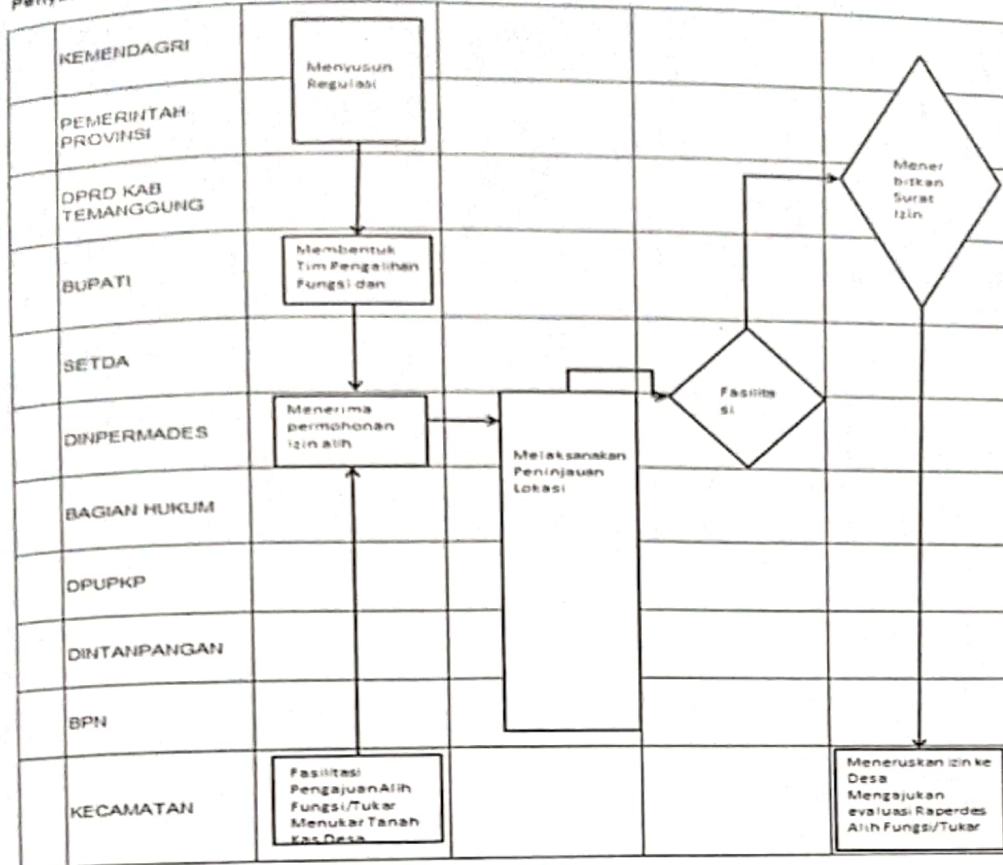 KEMENDAGRI
PEMERINTAH
PROVINSI
DPRD KAB
TEMANGGUNG
BUPATI
SETDA
DINPERMADES
BAGIAN HUKUM
DPUPKP
DINTANPANGAN
BPN
KECAMATAN
Menyusun
Regulasi
Membentuk
Tim Pengalihan
Fungsi dan
Menerima
permohonan
izin alih
Fasilitasi
Pengajuan Alih
Fungsi/Tukar
Menukar Tanah
Kas Desa
Melaksanakan
Peninjauan
Lokasi
Fasilita
si
Mener
bitkan
Surat
Izin
Meneruskan izin ke
Desa
Mengajukan
evaluasi Raperdes
Alih Fungsi/Tukar